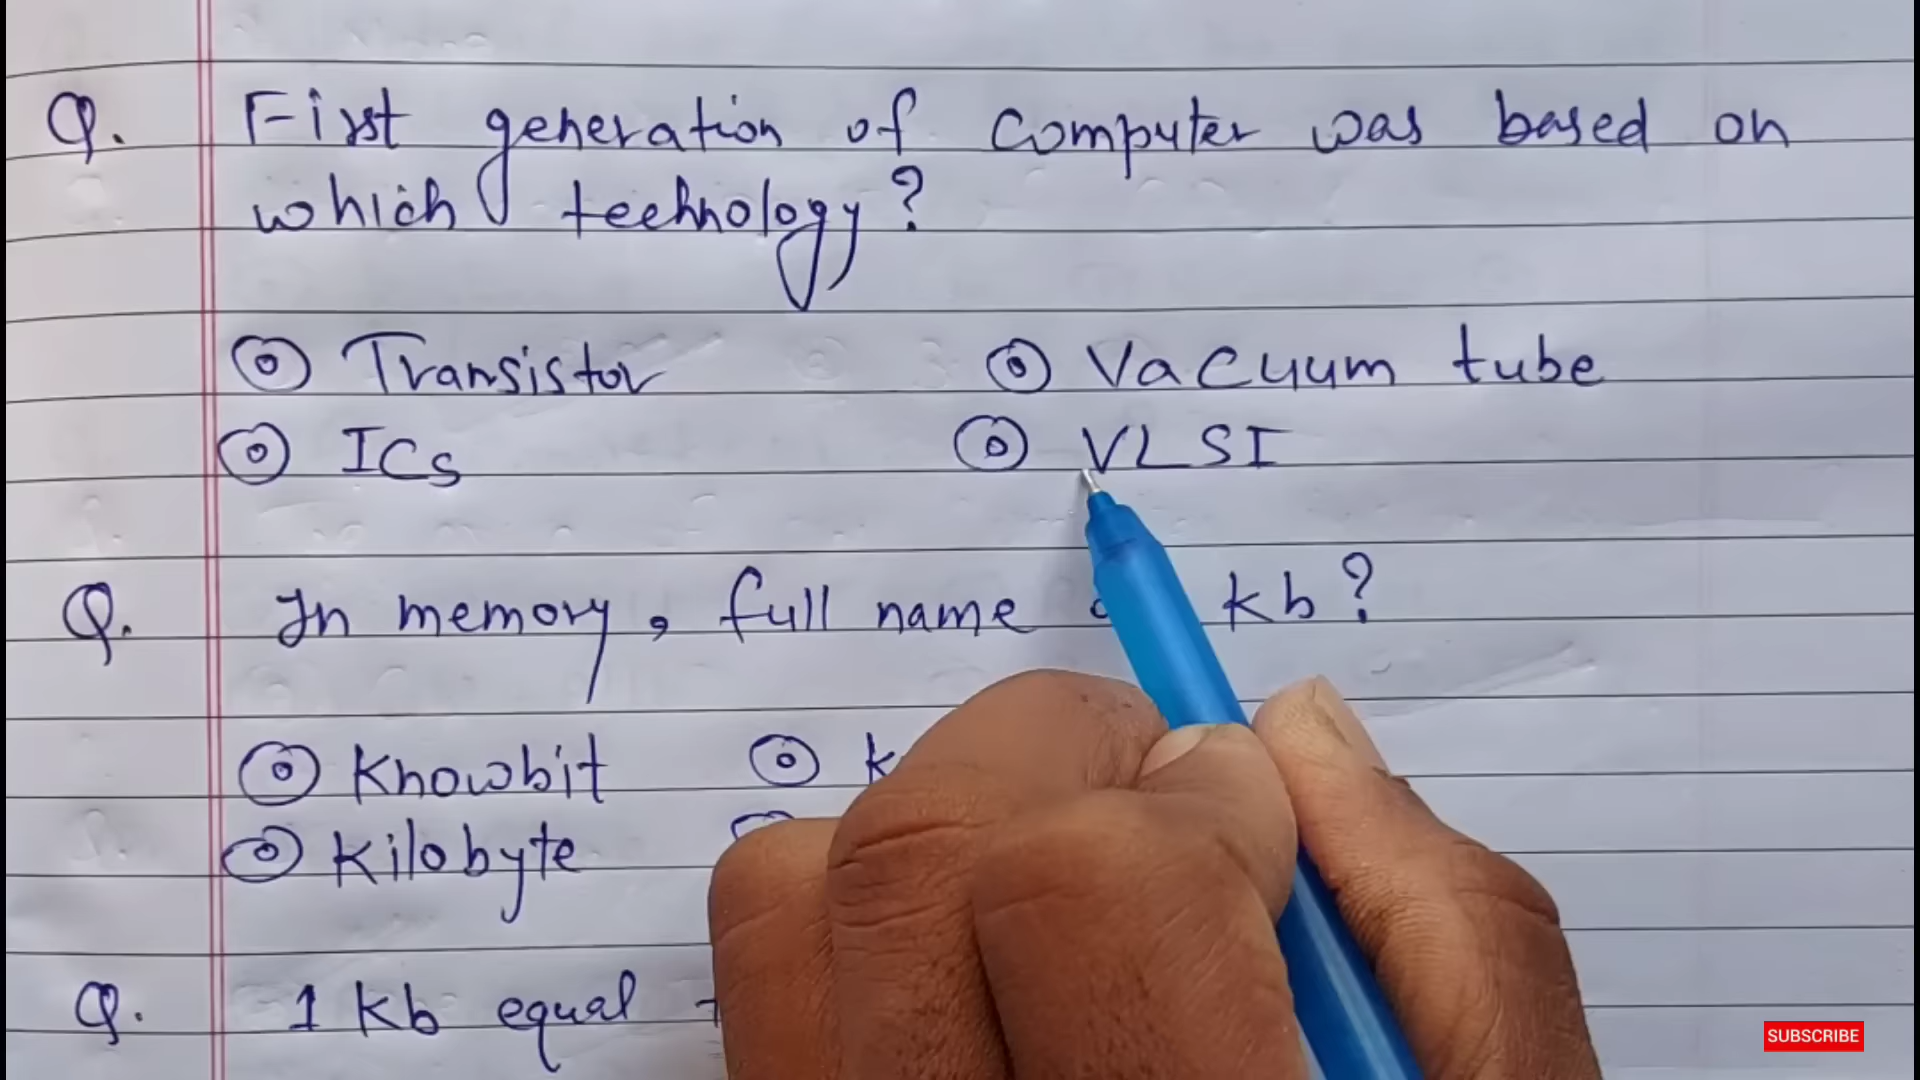 Q. First generation of computer was based on
which technology?
Transistor Vacuum tube
ICs VLSI
Q. In memory, full name kb?
Knowbit
Kilobyte
Q. 1 kb equal
SUBSCRIBE